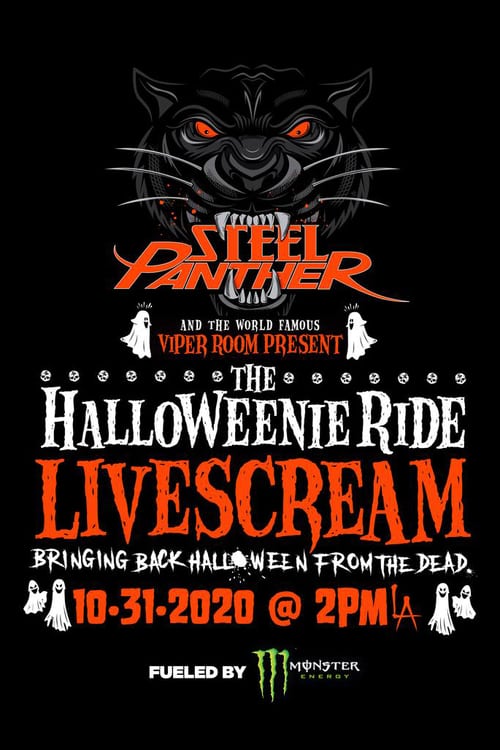 STEEL
PANTHER
AND THE WORLD FAMOUS
VIPER ROOM PRESENT
THE
HALLOWEENIE RIDE
LIVESCREAM
BRINGING BACK HALLOWEEN FROM THE DEAD.
10·31·2020 @ 2PM LA
FUELED BY MONSTER
ENERGY